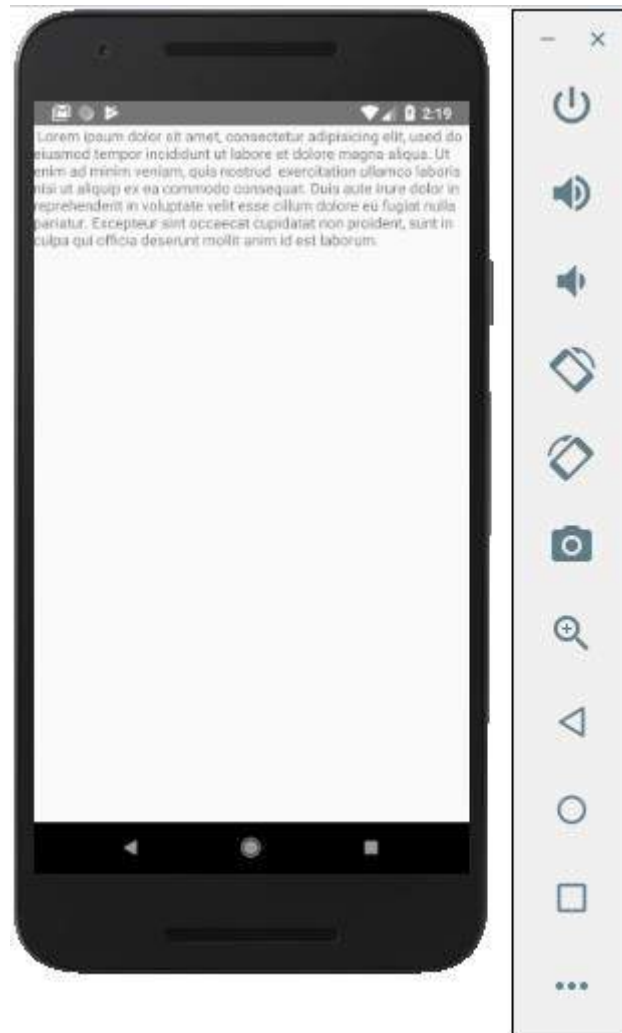 2:19
Lorem ipsum dolor sit amet, consectetur adipisicing elit, used do
eiusmod tempor incididunt ut labore et dolore magna aliqua. Ut
enim ad minim veniam, quis nostrud  exercitation ullamco laboris
nisi ut aliquip ex ea commodo consequat. Duis aute irure dolor in
reprehenderit in voluptate velit esse cillum dolore eu fugiat nulla
pariatur. Excepteur sint occaecat cupidatat non proident, sunt in
culpa qui officia deserunt mollit anim id est laborum.